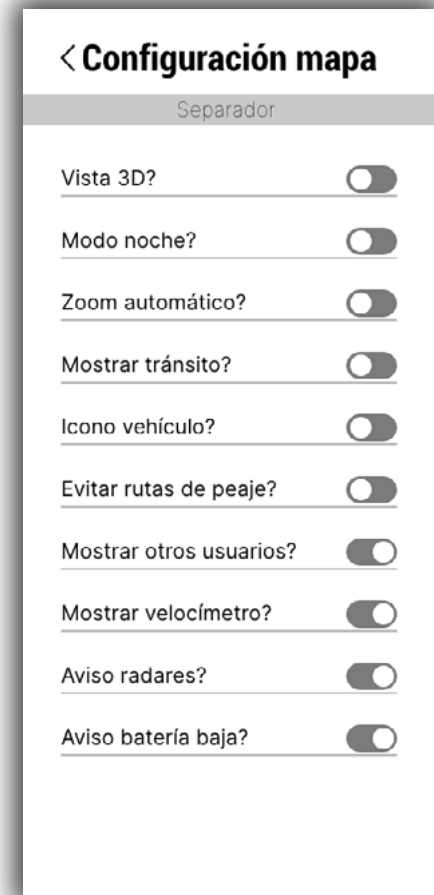 Configuración mapa
Separador
Vista 3D?
Modo noche?
Zoom automático?
Mostrar tránsito?
Icono vehículo?
Evitar rutas de peaje?
Mostrar otros usuarios?
Mostrar velocímetro?
Aviso radares?
Aviso batería baja?